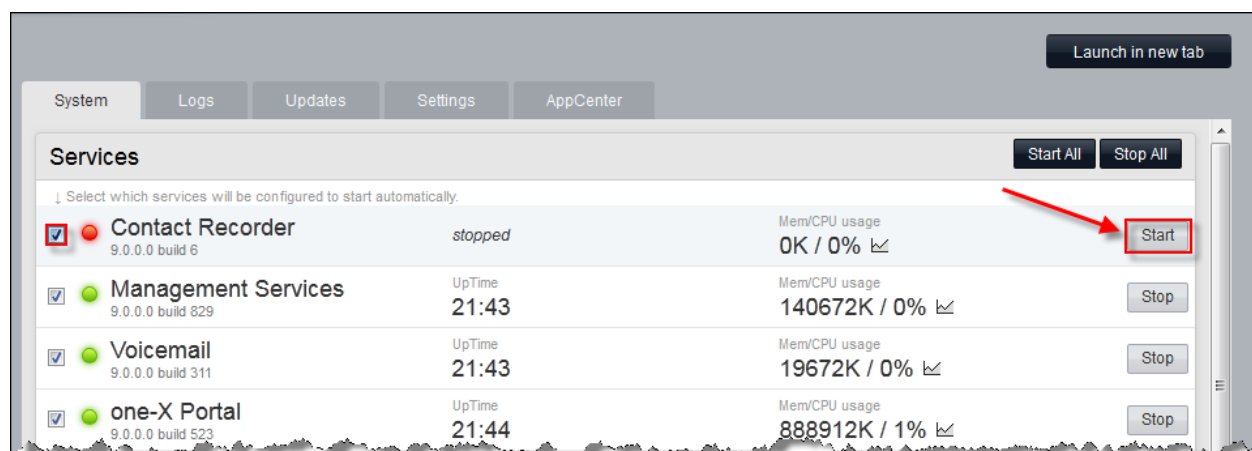 Launch in new tab
System Logs Updates Settings AppCenter
Services Start All Stop All
↓ Select which services will be configured to start automatically.
Contact Recorder
9.0.0.0 build 6
stopped
Mem/CPU usage
0K / 0%
Start
Management Services
9.0.0.0 build 829
UpTime
21:43
Mem/CPU usage
140672K / 0%
Stop
Voicemail
9.0.0.0 build 311
UpTime
21:43
Mem/CPU usage
19672K / 0%
Stop
one-X Portal
9.0.0.0 build 523
UpTime
21:44
Mem/CPU usage
888912K / 1%
Stop